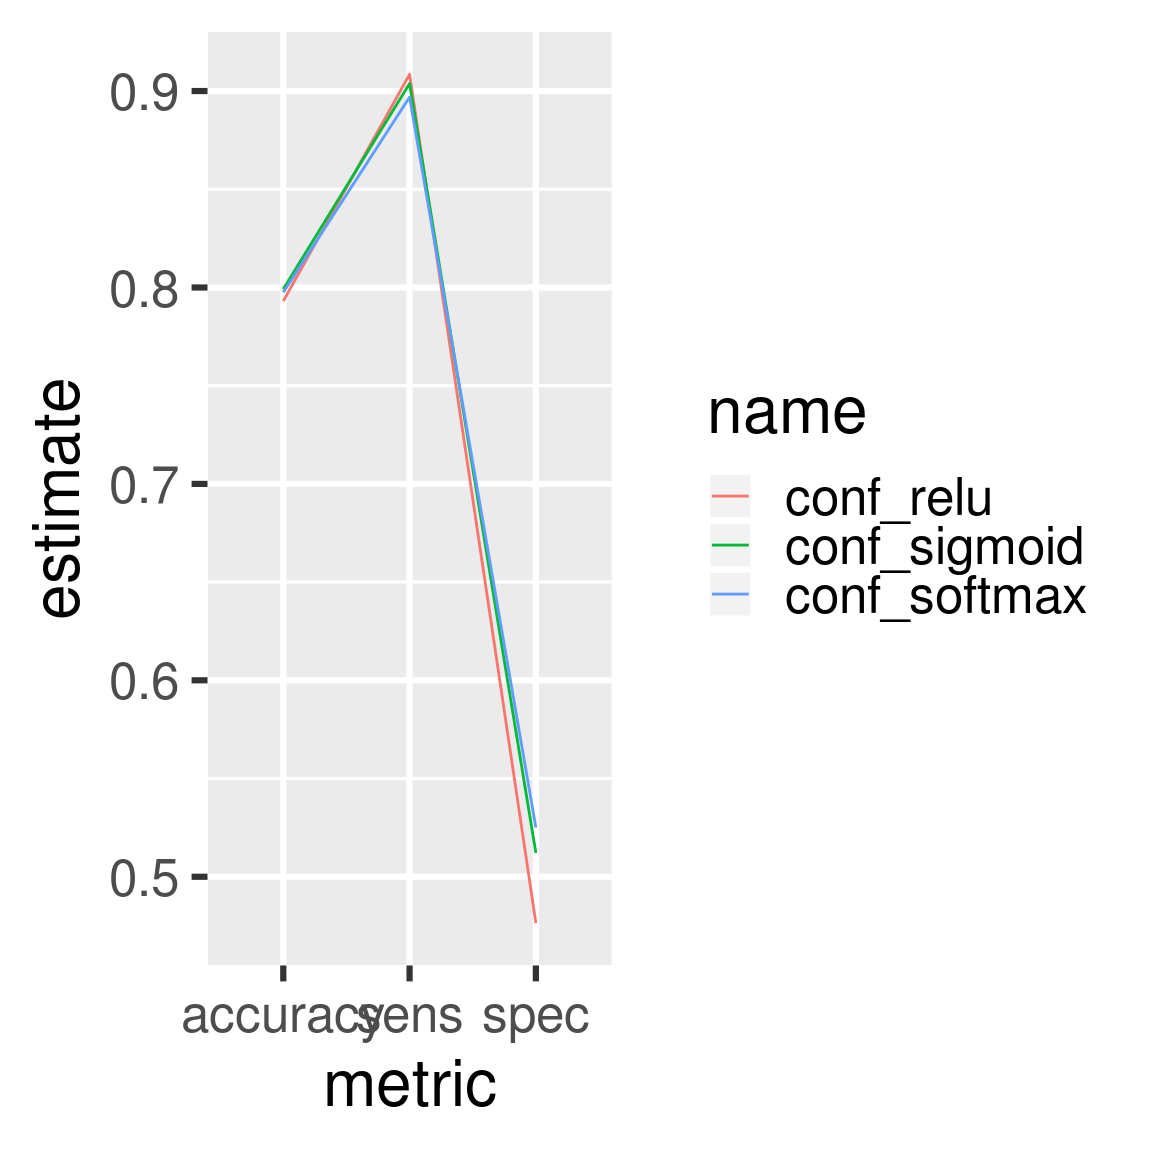 estimate
0.9
0.8
0.7
0.6
0.5
accuracy
sens
spec
metric
name
conf_relu
conf_sigmoid
conf_softmax